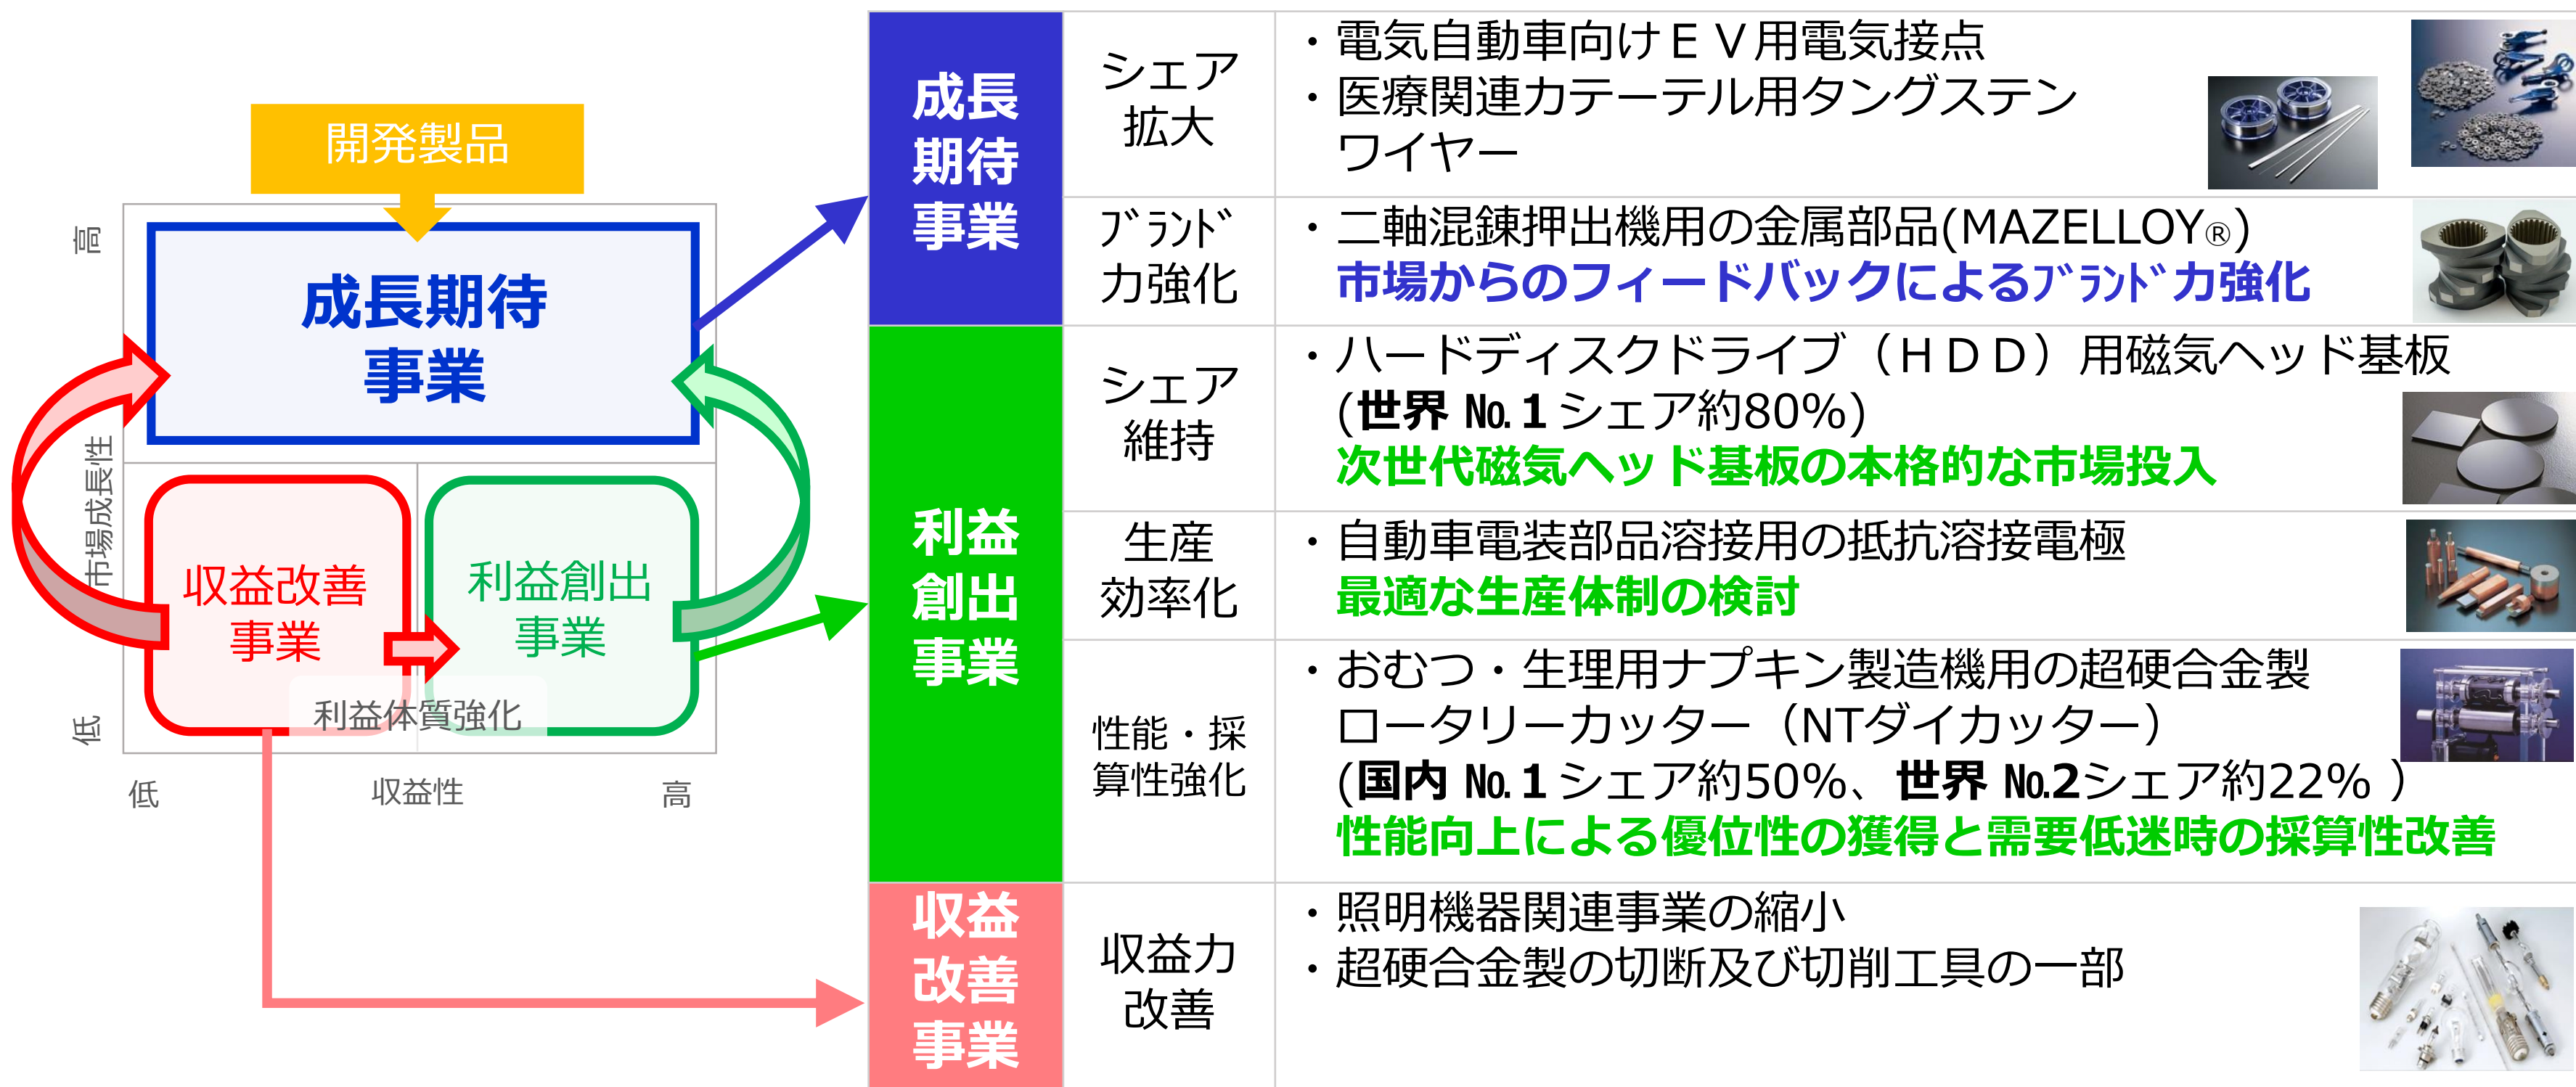 開発製品
高
成長期待
事業
市場成長性
収益改善
事業
利益創出
事業
利益体質強化
低
低
収益性
高
成長
期待
事業
シェア
拡大
・電気自動車向けＥＶ用電気接点
・医療関連カテーテル用タングステン
ワイヤー
ﾌﾞﾗﾝﾄﾞ
力強化
・二軸混錬押出機用の金属部品(MAZELLOY®)
市場からのフィードバックによるﾌﾞﾗﾝﾄﾞ力強化
利益
創出
事業
シェア
維持
・ハードディスクドライブ（ＨＤＤ）用磁気ヘッド基板
(世界 №１シェア約80%)
次世代磁気ヘッド基板の本格的な市場投入
生産
効率化
・自動車電装部品溶接用の抵抗溶接電極
最適な生産体制の検討
性能・採
算性強化
・おむつ・生理用ナプキン製造機用の超硬合金製
ロータリーカッター（NTダイカッター）
(国内 №１シェア約50%、世界 №2シェア約22% ）
性能向上による優位性の獲得と需要低迷時の採算性改善
収益
改善
事業
収益力
改善
・照明機器関連事業の縮小
・超硬合金製の切断及び切削工具の一部